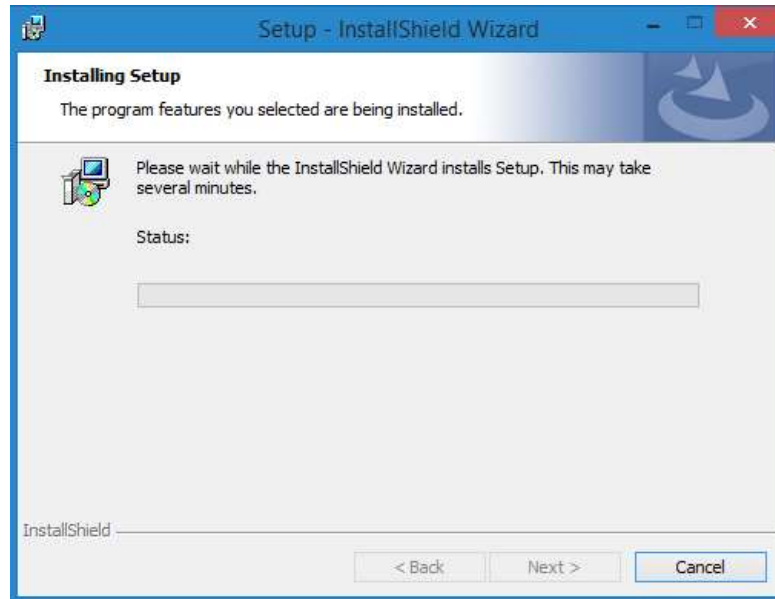 Setup - InstallShield Wizard
Installing Setup
The program features you selected are being installed.
Please wait while the InstallShield Wizard installs Setup. This may take
several minutes.
Status:
InstallShield
< Back
Next >
Cancel